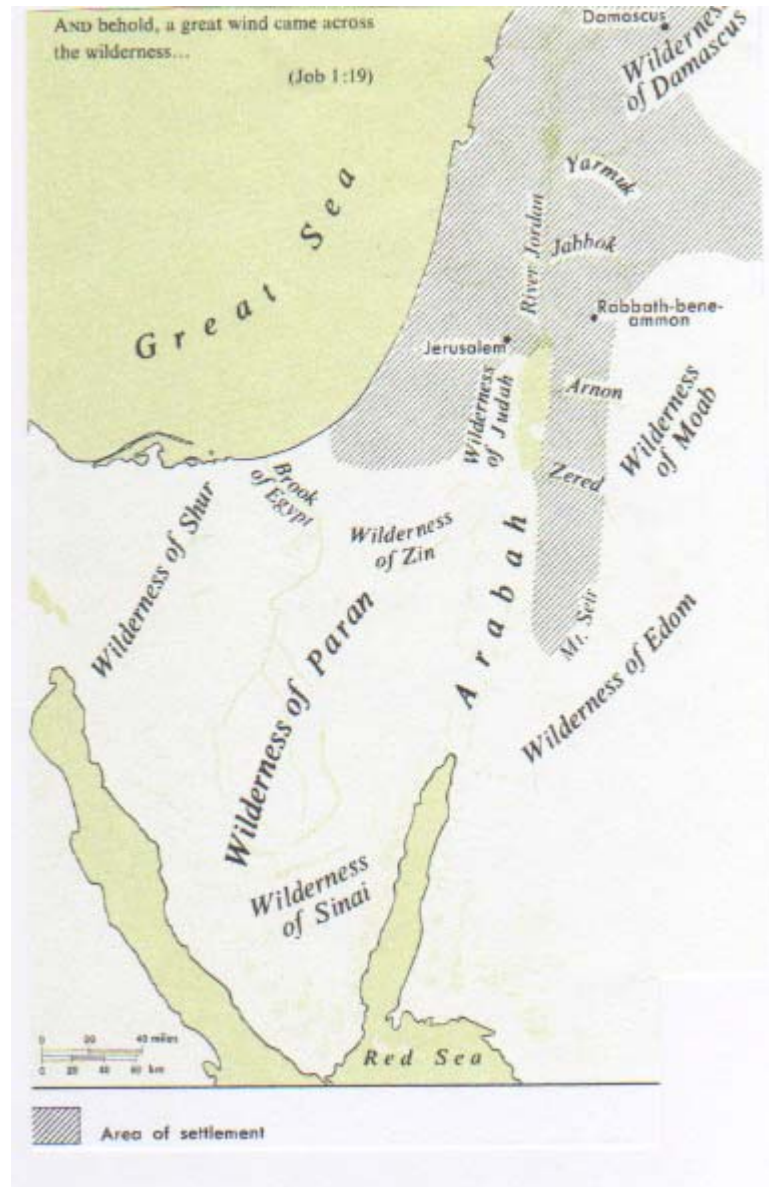 AND behold, a great wind came across
the wilderness...
(Job 1:19)
Damascus
Wilderness
of Damascus
Yarmuk
Great Sea
River Jordan
Jabbok
Rabbath-bene-
ammon
Jerusalem
Wilderness
of Judah
Arnon
Wilderness
of Moab
Brook
of Egypt
Zered
Wilderness of Shur
Wilderness
of Zin
Arabah
Wilderness of Paran
Mt. Seir
Wilderness of Edom
Wilderness
of Sinai
0 20 40 miles
0 20 40 60 km
Red Sea
Area of settlement